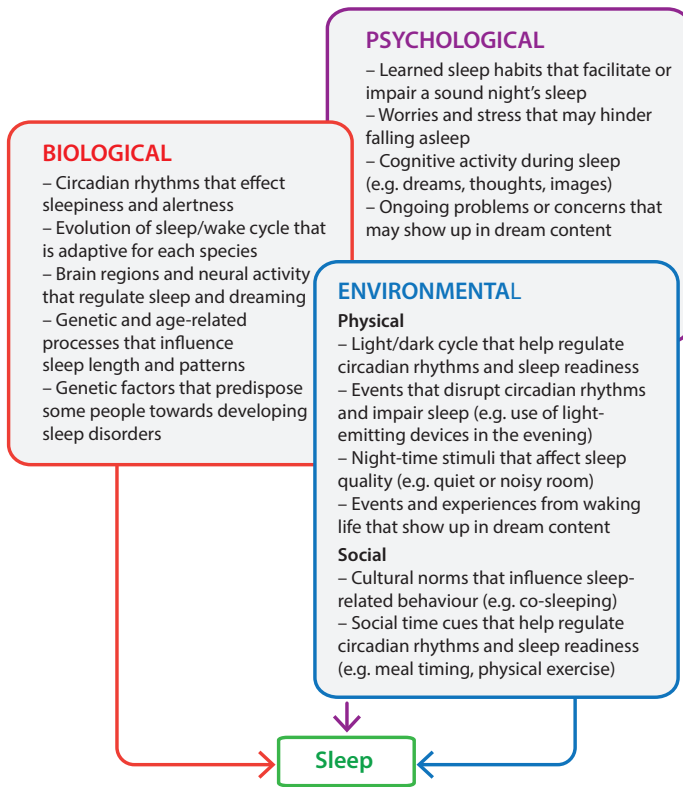 PSYCHOLOGICAL
– Learned sleep habits that facilitate or
impair a sound night’s sleep
– Worries and stress that may hinder
falling asleep
– Cognitive activity during sleep
(e.g. dreams, thoughts, images)
– Ongoing problems or concerns that
may show up in dream content
BIOLOGICAL
– Circadian rhythms that effect
sleepiness and alertness
– Evolution of sleep/wake cycle that
is adaptive for each species
– Brain regions and neural activity
that regulate sleep and dreaming
– Genetic and age-related
processes that influence
sleep length and patterns
– Genetic factors that predispose
some people towards developing
sleep disorders
ENVIRONMENTAL
Physical
– Light/dark cycle that help regulate
circadian rhythms and sleep readiness
– Events that disrupt circadian rhythms
and impair sleep (e.g. use of light-
emitting devices in the evening)
– Night-time stimuli that affect sleep
quality (e.g. quiet or noisy room)
– Events and experiences from waking
life that show up in dream content
Social
– Cultural norms that influence sleep-
related behaviour (e.g. co-sleeping)
– Social time cues that help regulate
circadian rhythms and sleep readiness
(e.g. meal timing, physical exercise)
Sleep